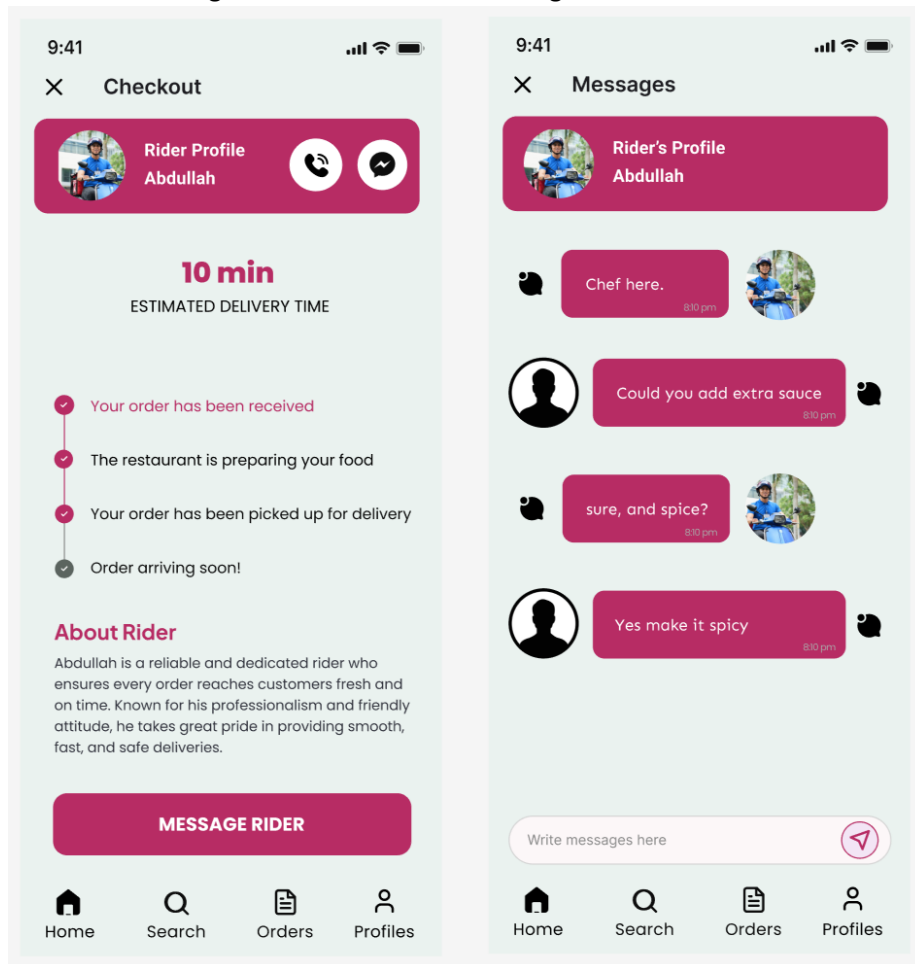 9:41
Checkout
Rider Profile
Abdullah
10 min
ESTIMATED DELIVERY TIME
Your order has been received
The restaurant is preparing your food
Your order has been picked up for delivery
Order arriving soon!
About Rider
Abdullah is a reliable and dedicated rider who
ensures every order reaches customers fresh and
on time. Known for his professionalism and friendly
attitude, he takes great pride in providing smooth,
fast, and safe deliveries.
MESSAGE RIDER
Home Search Orders Profiles
9:41
Messages
Rider's Profile
Abdullah
Chef here.
8:10 pm
Could you add extra sauce
8:10 pm
sure, and spice?
8:10 pm
Yes make it spicy
8:10 pm
Write messages here
Home Search Orders Profiles